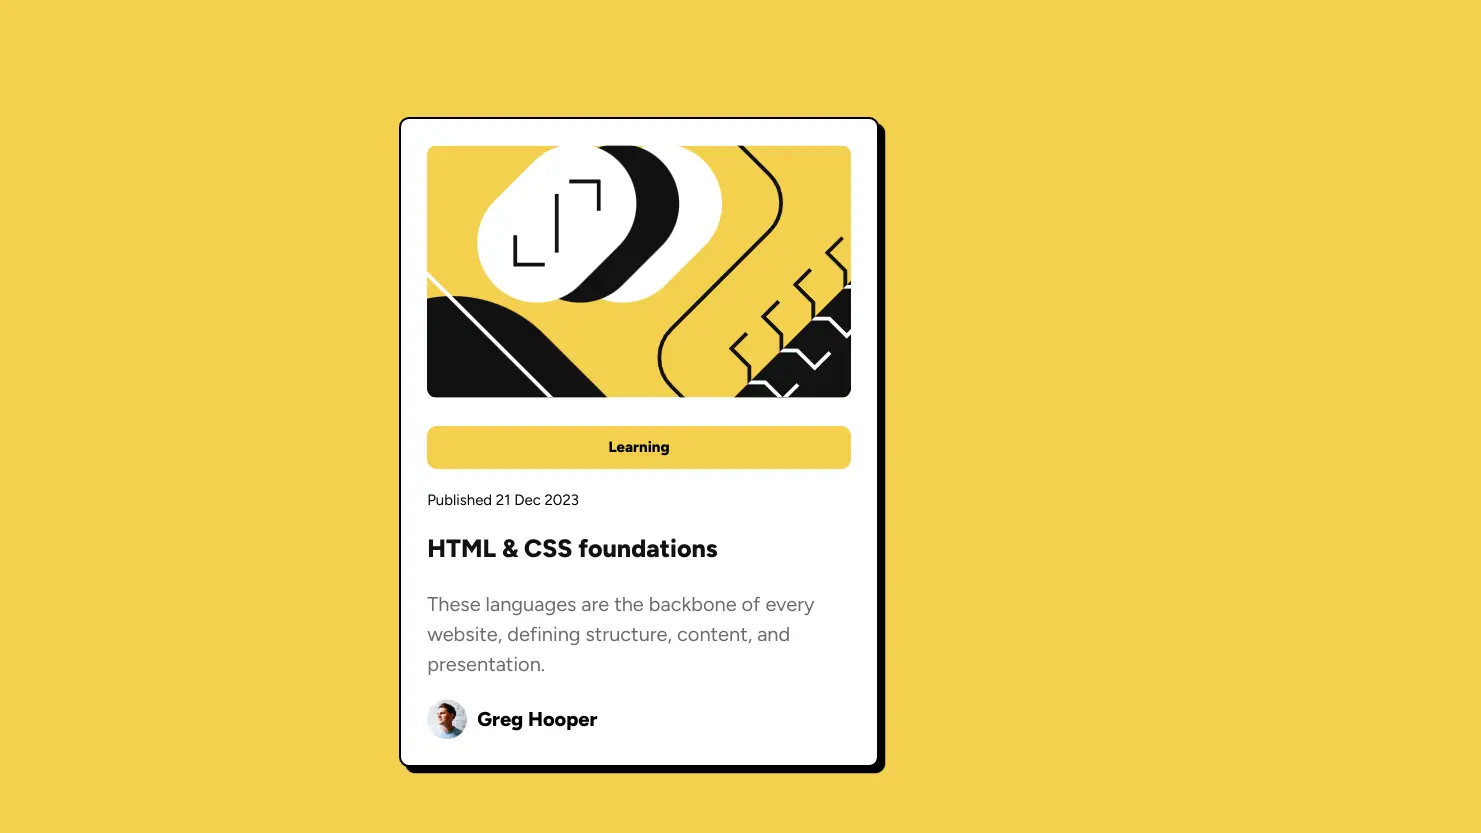 Learning
Published 21 Dec 2023
HTML & CSS foundations
These languages are the backbone of every
website, defining structure, content, and
presentation.
Greg Hooper